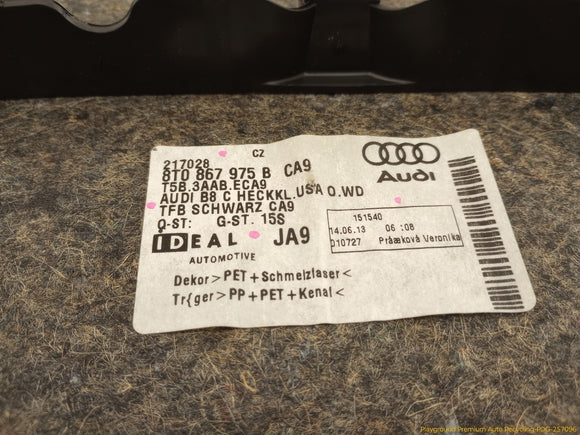 217028 CZ
8T0 867 975 B CA9
T5B.3AAB.ECA9
AUDI B8 C HECKKL.USA O.WD
TFB SCHWARZ CA9
Q-ST: G-ST. 15S
IDEAL JA9
AUTOMOTIVE
Dekor>PET+Schmelzfaser<
Tr{ger>PP+PET+Kenal<
Audi
151540
14.06.13 06:08
010727 Prååková Veronika
Playground Premium Auto Recycling-PDG-257096